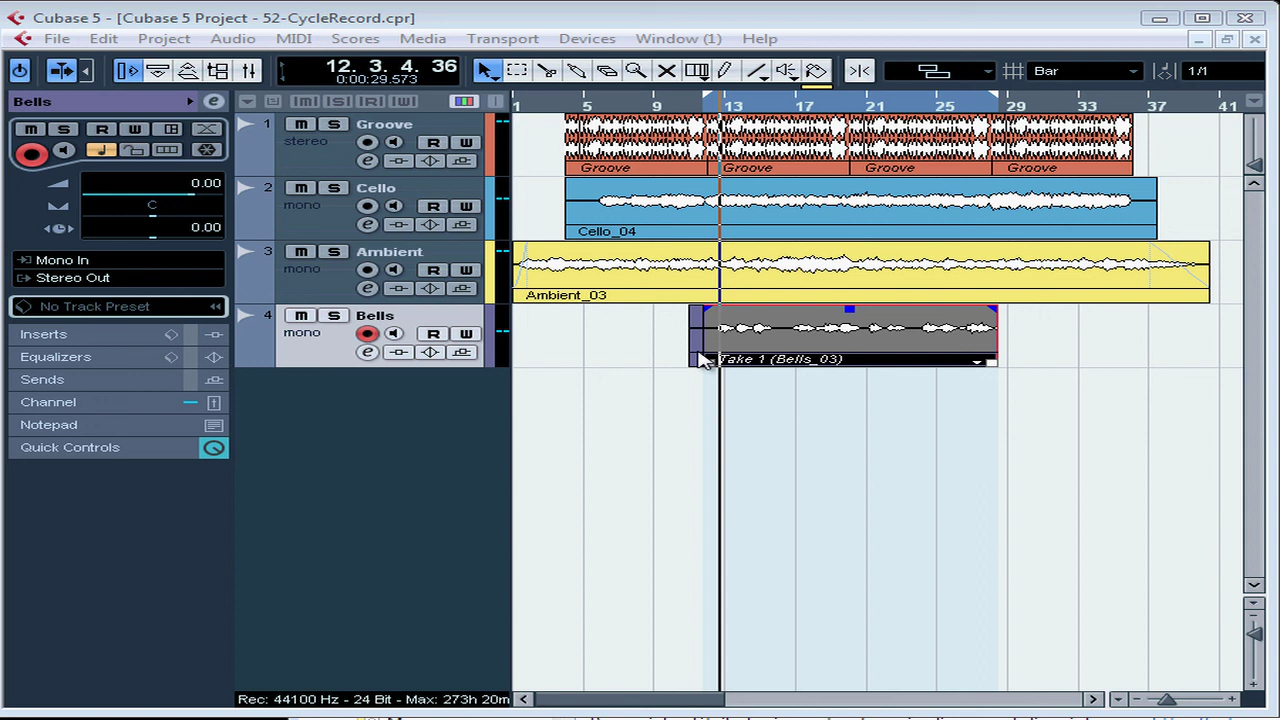 Cubase 5 - [Cubase 5 Project - 52-CycleRecord.cpr]
File Edit Project Audio MIDI Scores Media Transport Devices Window (1) Help
12. 3. 4. 36
0:00:29.573
Bar
1/1
Bells
e
[M] [S] [R] [W]
1 5 9 13 17 21 25 29 33 37 41
M S R W
1 M S Groove
stereo R W
e
Groove Groove Groove Groove
0.00
C
0.00
2 M S Cello
mono R W
e
Cello_04
Mono In
Stereo Out
3 M S Ambient
mono R W
e
Ambient_03
No Track Preset
4 M S Bells
mono R W
e
Take 1 (Bells_03)
Inserts
Equalizers
Sends
Channel
Notepad
Quick Controls
Rec: 44100 Hz - 24 Bit - Max: 273h 20m